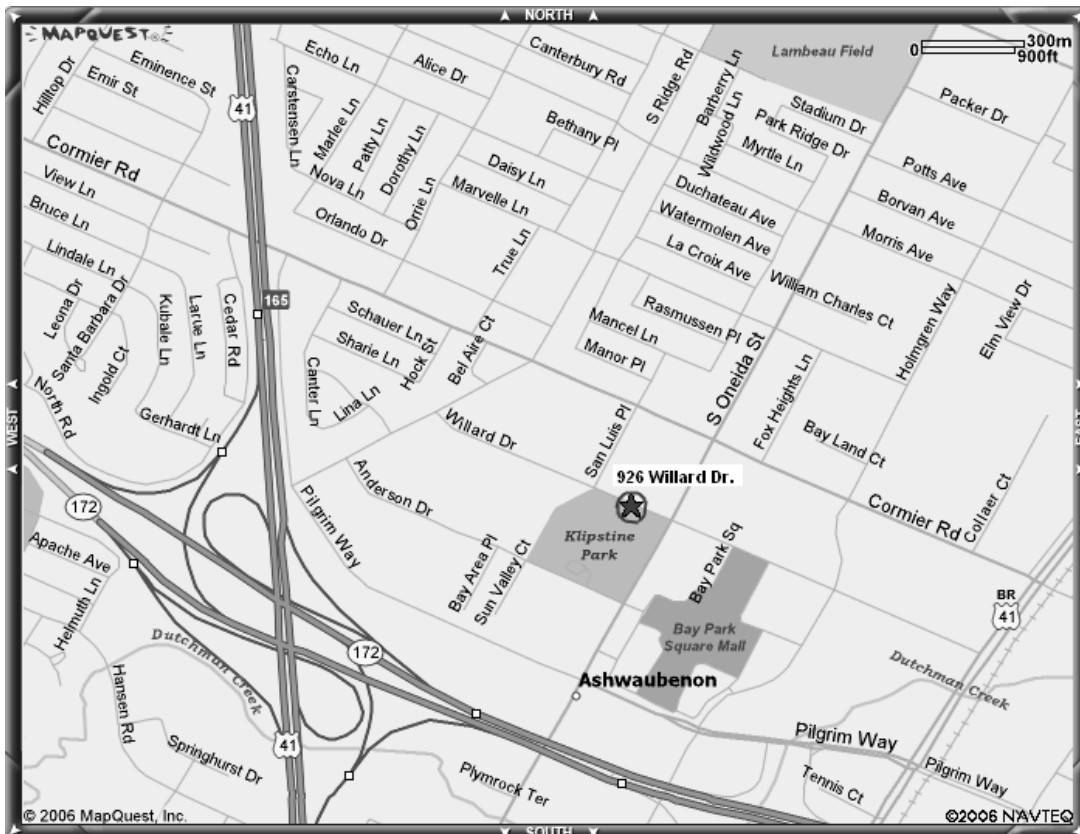 NORTH
MAPQUEST
300m
900ft
0
Lambeau Field
Hilltop Dr
Eminence St
Emir St
41
Carstensen Ln
Echo Ln
Alice Dr
Canterbury Rd
S Ridge Rd
Barberry Ln
Wildwood Ln
Stadium Dr
Park Ridge Dr
Myrtle Ln
Packer Dr
Marlee Ln
Patty Ln
Dorothy Ln
Orrie Ln
Nova Ln
Orlando Dr
Bethany Pl
Daisy Ln
Marvelle Ln
True Ln
Cormier Rd
View Ln
Bruce Ln
Lindale Ln
Duchateau Ave
Watermolen Ave
La Croix Ave
Potts Ave
Borvan Ave
Morris Ave
William Charles Ct
Holmgren Way
Elm View Dr
Leona Dr
Santa Barbara Dr
Ingold Ct
Kubale Ln
Larue Ln
Cedar Rd
165
Schauer Ln
Sharie Ln
Hock St
Bel Aire Ct
Canter Ln
Lina Ln
Rasmussen Pl
Mancel Ln
Manor Pl
S Oneida St
Fox Heights Ln
Bay Land Ct
WEST
EAST
North Rd
Gerhardt Ln
Willard Dr
San Luis Pl
926 Willard Dr.
Anderson Dr
Pilgrim Way
Cormier Rd
Collaer Ct
172
Apache Ave
Helmuth Ln
Klipstine
Park
Bay Area Pl
Sun Valley Ct
Bay Park Sq
Bay Park
Square Mall
BR
41
Dutchman Creek
Dutchman Creek
172
Ashwaubenon
Hansen Rd
Springhurst Dr
41
Plymrock Ter
Pilgrim Way
Pilgrim Way
Tennis Ct
© 2006 MapQuest, Inc.
©2006 NAVTEQ
SOUTH